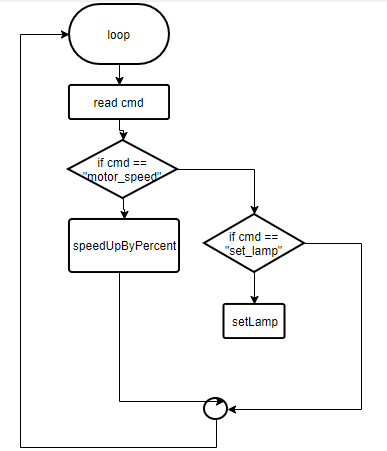 loop
read cmd
if cmd ==
"motor_speed"
speedUpByPercent
if cmd ==
"set_lamp"
setLamp